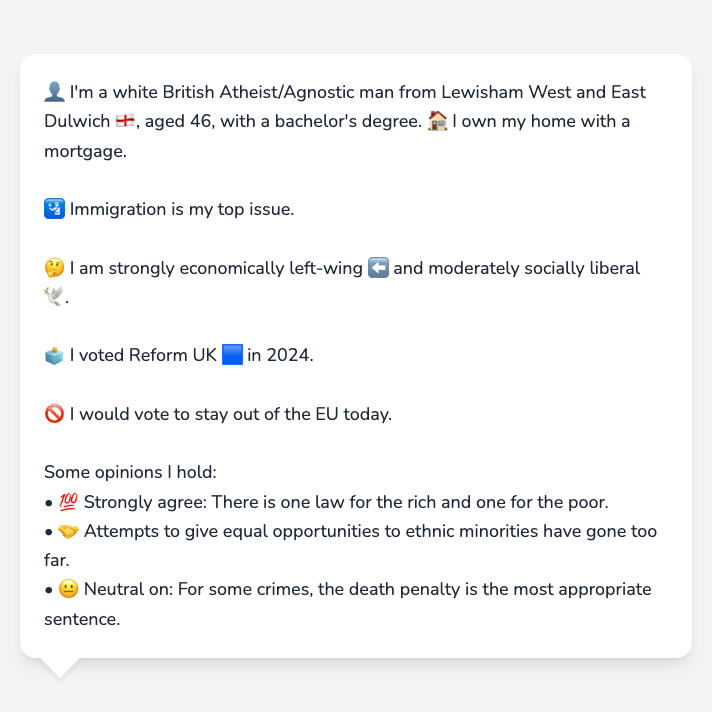 👤 I'm a white British Atheist/Agnostic man from Lewisham West and East
Dulwich 🏴󠁧󠁢󠁥󠁮󠁧󠁿, aged 46, with a bachelor's degree. 🏠 I own my home with a
mortgage.
🛂 Immigration is my top issue.
🤔 I am strongly economically left-wing ⬅️ and moderately socially liberal
🕊️.
🗳️ I voted Reform UK 🟦 in 2024.
🚫 I would vote to stay out of the EU today.
Some opinions I hold:
• 💯 Strongly agree: There is one law for the rich and one for the poor.
• 🤝 Attempts to give equal opportunities to ethnic minorities have gone too
far.
• 😐 Neutral on: For some crimes, the death penalty is the most appropriate
sentence.